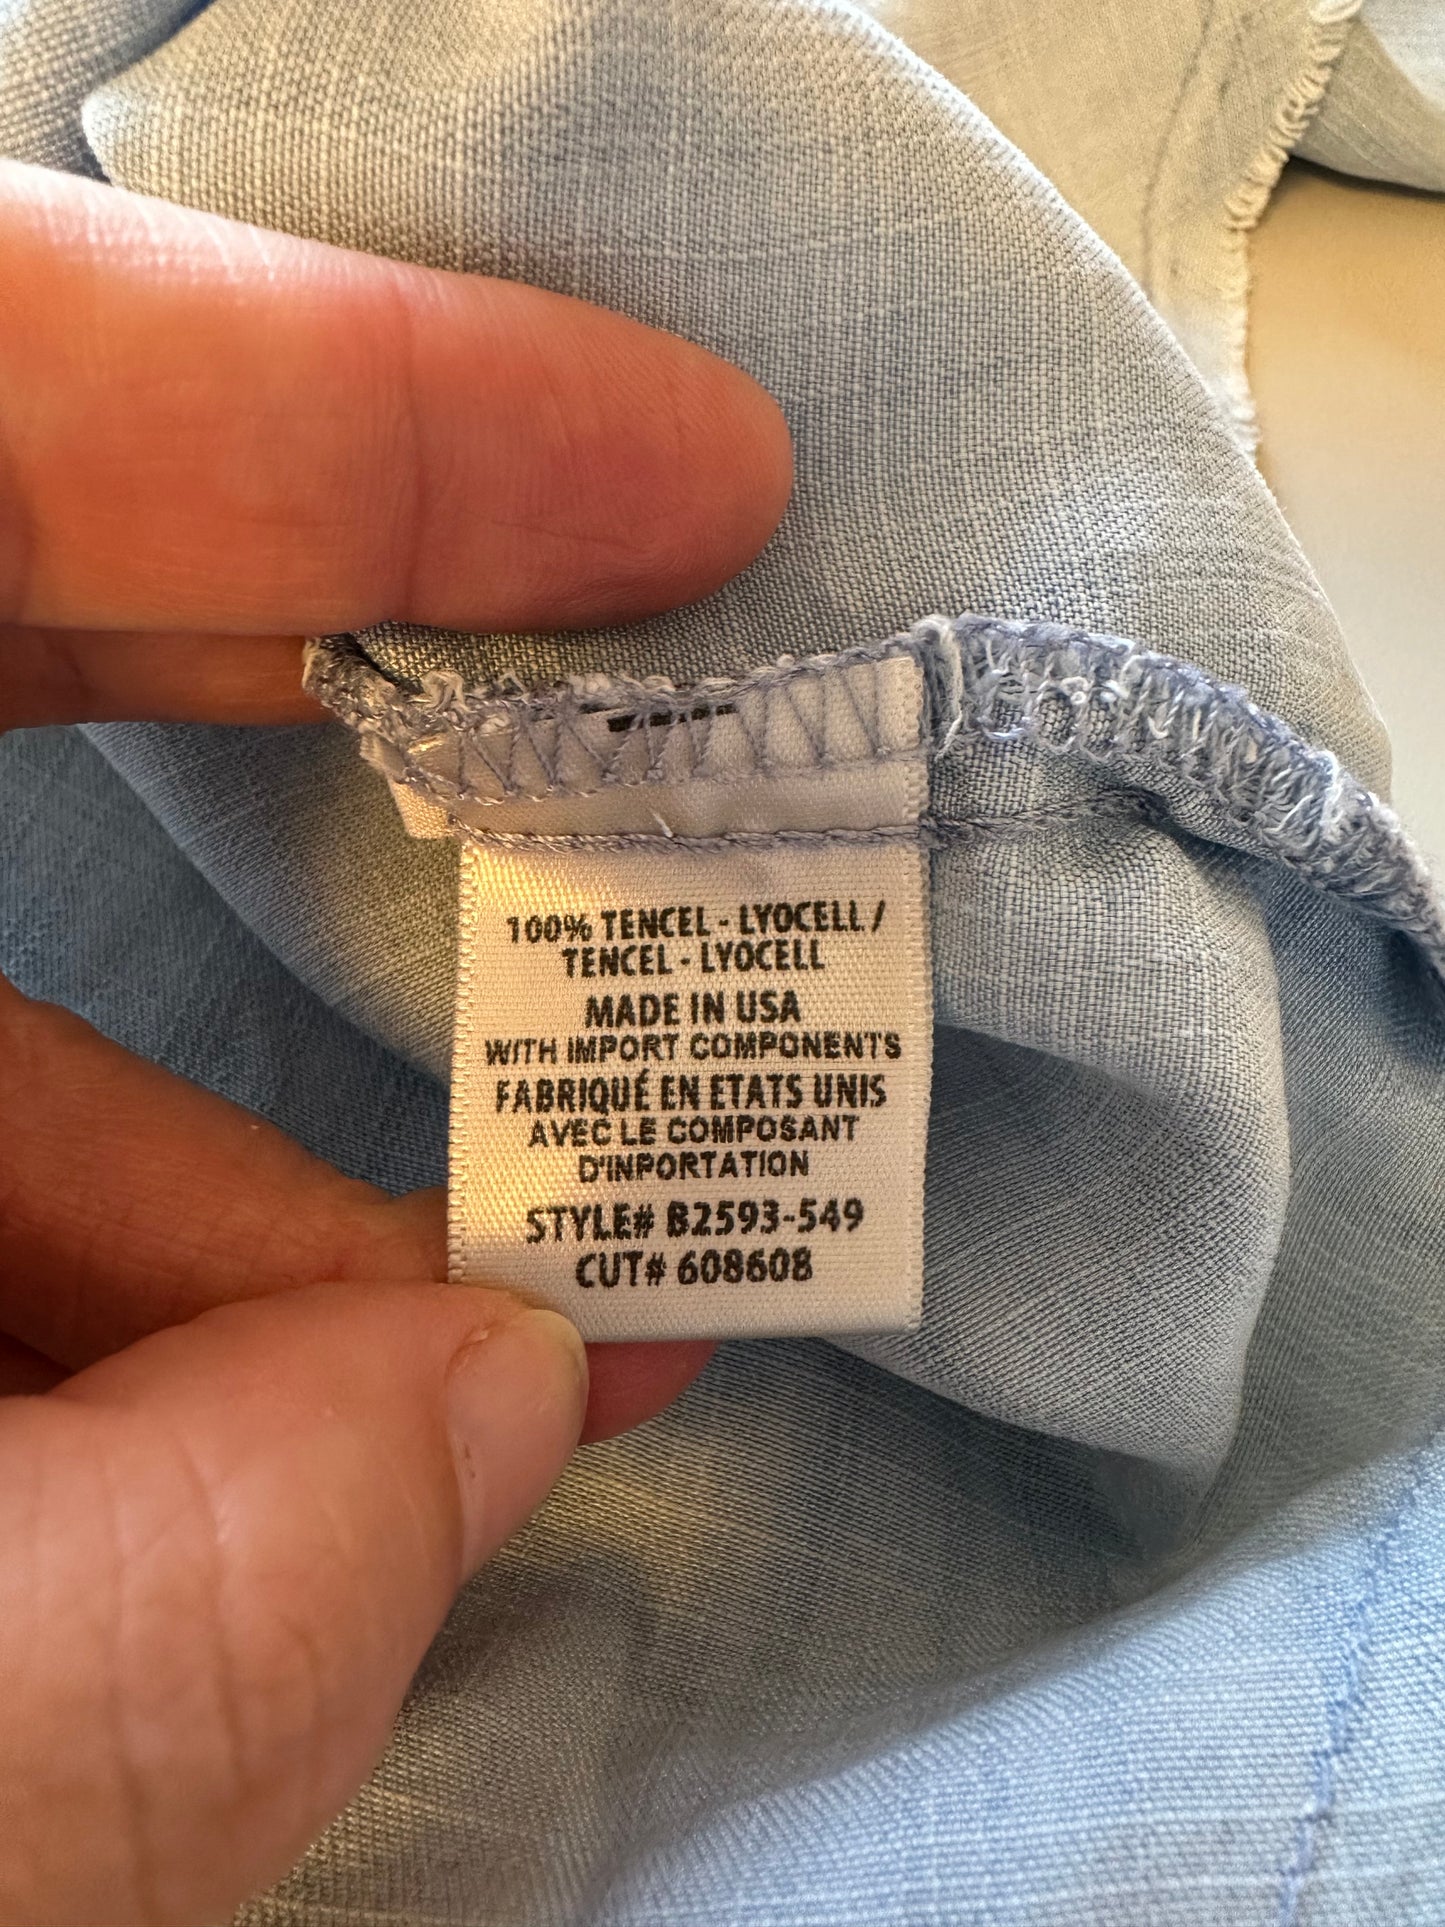 100% TENCEL - LYOCELL /
TENCEL - LYOCELL
MADE IN USA
WITH IMPORT COMPONENTS
FABRIQUÉ EN ETATS UNIS
AVEC LE COMPOSANT
D'INPORTATION
STYLE# B2593-549
CUT# 608608